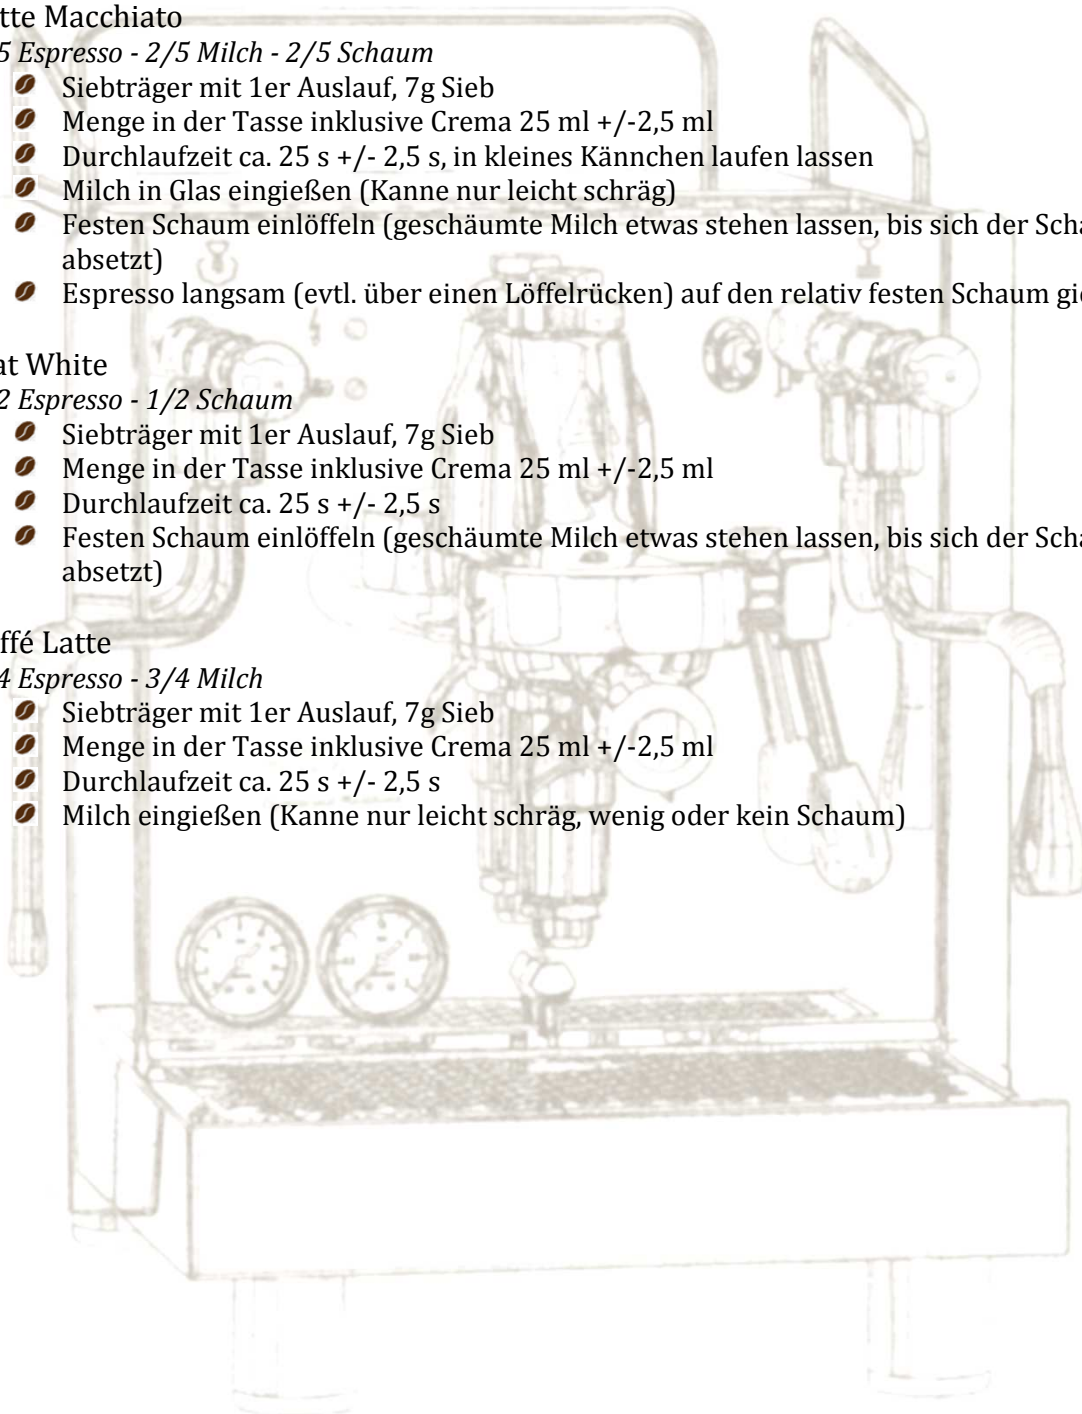 tte Macchiato
5 Espresso - 2/5 Milch - 2/5 Schaum
Siebträger mit 1er Auslauf, 7g Sieb
Menge in der Tasse inklusive Crema 25 ml +/-2,5 ml
Durchlaufzeit ca. 25 s +/- 2,5 s, in kleines Kännchen laufen lassen
Milch in Glas eingießen (Kanne nur leicht schräg)
Festen Schaum einlöffeln (geschäumte Milch etwas stehen lassen, bis sich der Scha
absetzt)
Espresso langsam (evtl. über einen Löffelrücken) auf den relativ festen Schaum gie
at White
2 Espresso - 1/2 Schaum
Siebträger mit 1er Auslauf, 7g Sieb
Menge in der Tasse inklusive Crema 25 ml +/-2,5 ml
Durchlaufzeit ca. 25 s +/- 2,5 s
Festen Schaum einlöffeln (geschäumte Milch etwas stehen lassen, bis sich der Scha
absetzt)
ffé Latte
4 Espresso - 3/4 Milch
Siebträger mit 1er Auslauf, 7g Sieb
Menge in der Tasse inklusive Crema 25 ml +/-2,5 ml
Durchlaufzeit ca. 25 s +/- 2,5 s
Milch eingießen (Kanne nur leicht schräg, wenig oder kein Schaum)